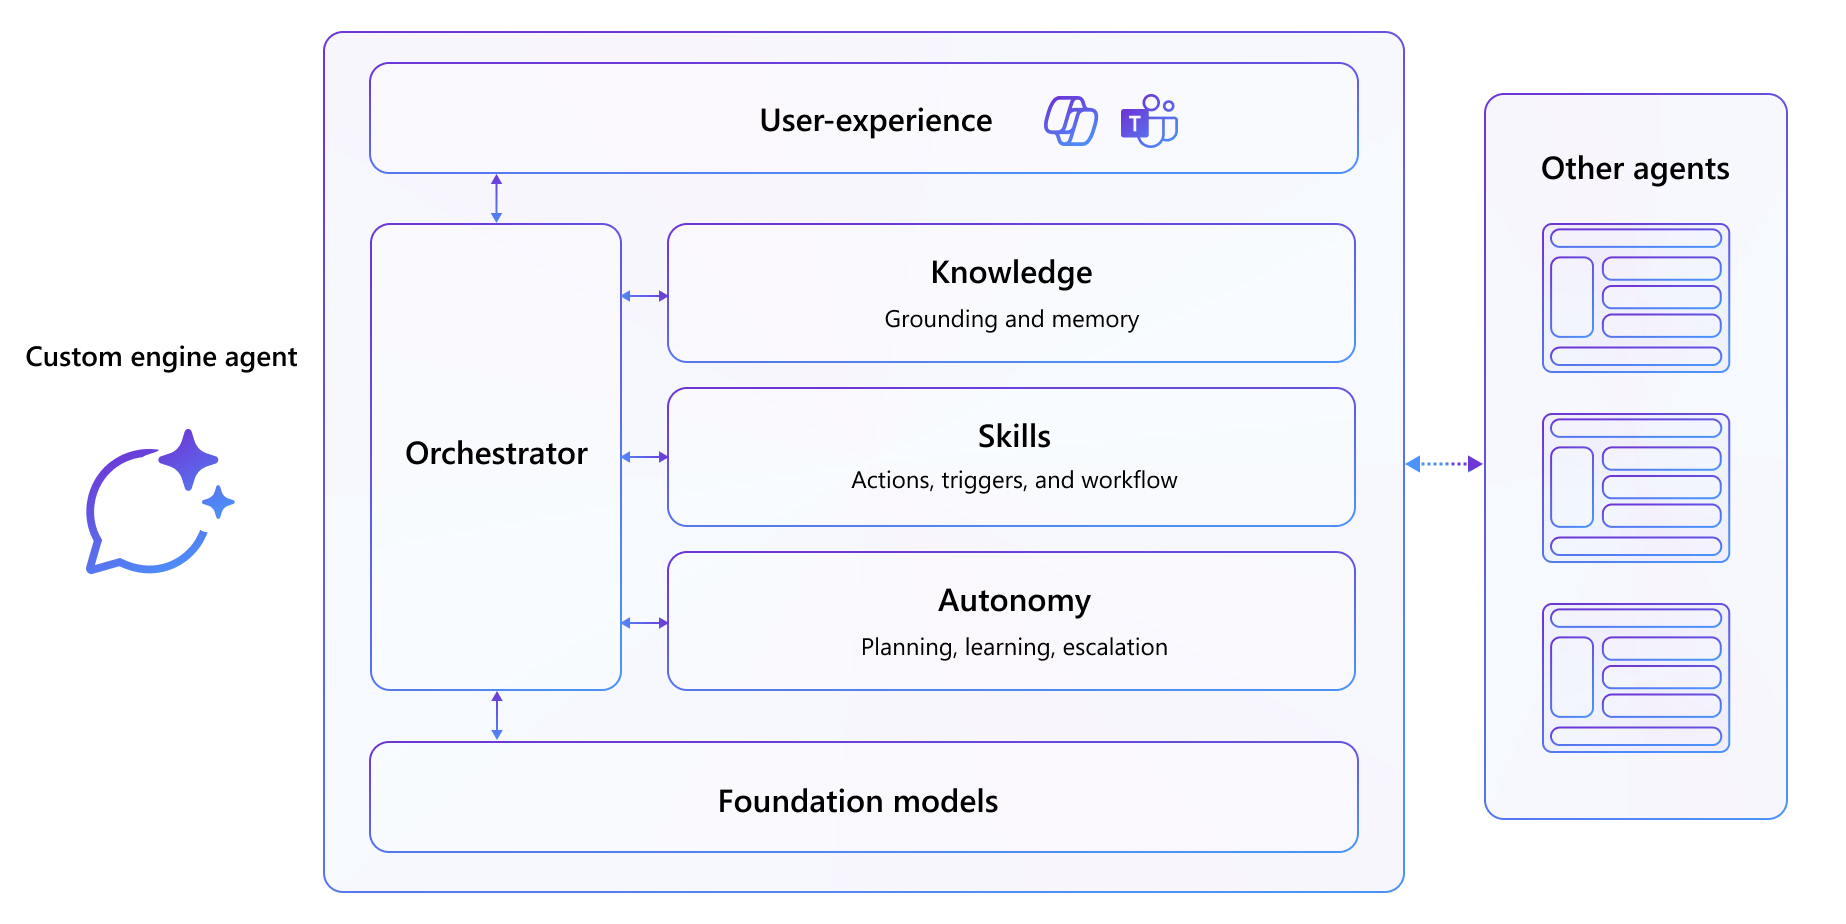 User-experience
T
Other agents
Custom engine agent
Orchestrator
Knowledge
Grounding and memory
Skills
Actions, triggers, and workflow
Autonomy
Planning, learning, escalation
Foundation models